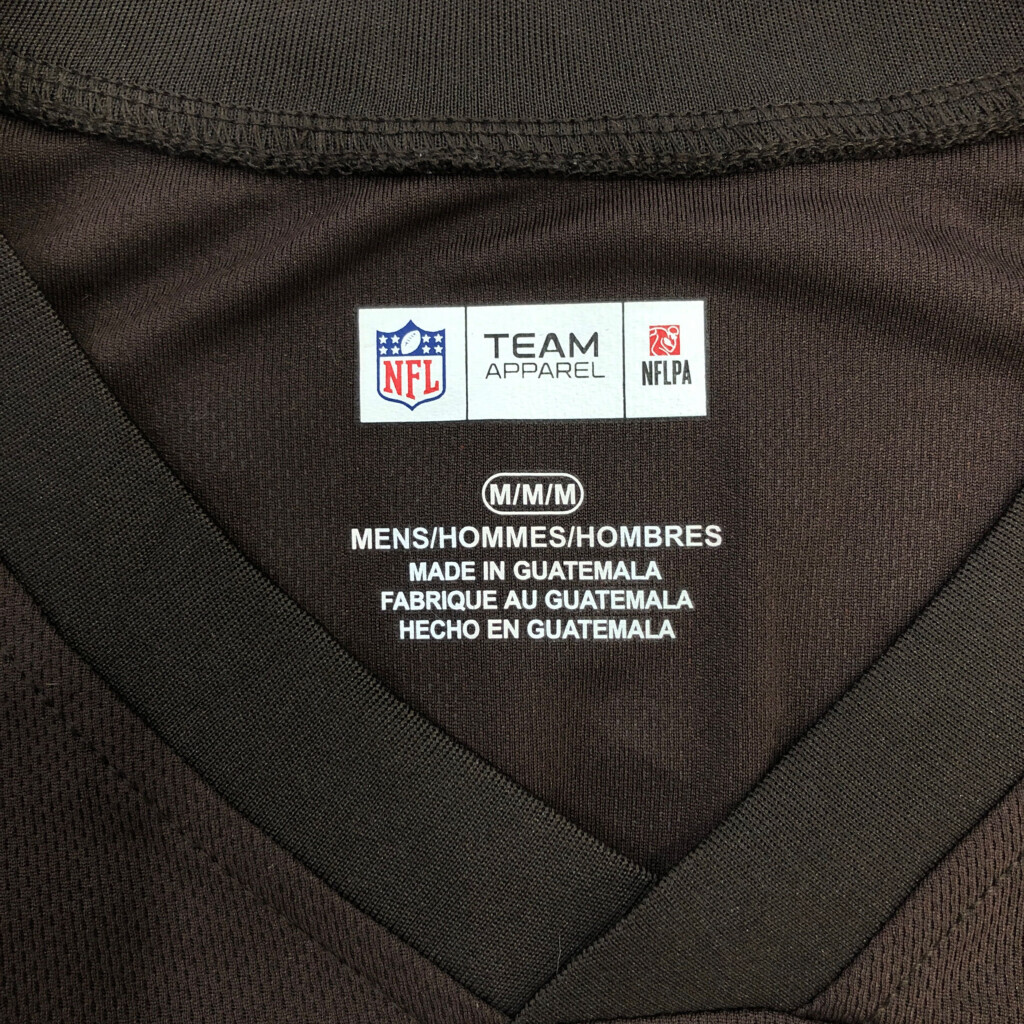 NFL
TEAM
APPAREL
NFLPA
M/M/M
MENS/HOMMES/HOMBRES
MADE IN GUATEMALA
FABRIQUE AU GUATEMALA
HECHO EN GUATEMALA